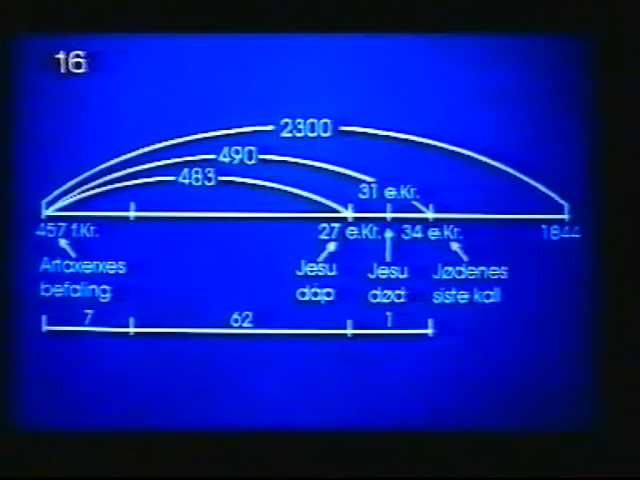 16
2300
490
483
31 e.Kr.
457 f.Kr.
27 e.Kr.
34 e.Kr.
1844
Artaxerxes
befaling
Jesu
dåp
Jesu
død
Jødenes
siste kall
7
62
1